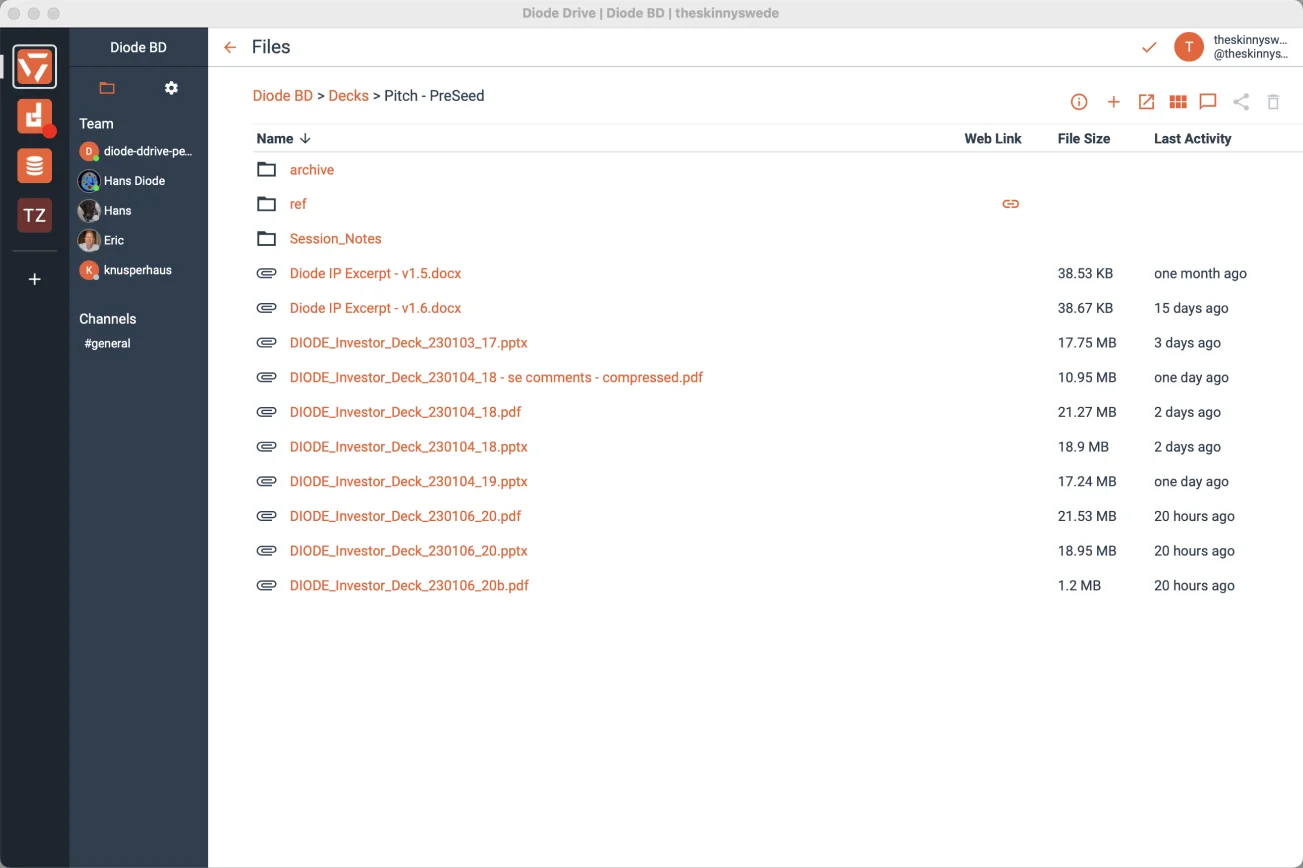 Diode Drive | Diode BD | theskinnyswede
Diode BD
Files
T
theskinnysw...
@theskinnys...
TZ
Team
D diode-ddrive-pe...
Hans Diode
Hans
Eric
K knusperhaus
Channels
#general
Diode BD > Decks > Pitch - PreSeed
Name Web Link File Size Last Activity
archive
ref
Session_Notes
Diode IP Excerpt - v1.5.docx 38.53 KB one month ago
Diode IP Excerpt - v1.6.docx 38.67 KB 15 days ago
DIODE_Investor_Deck_230103_17.pptx 17.75 MB 3 days ago
DIODE_Investor_Deck_230104_18 - se comments - compressed.pdf 10.95 MB one day ago
DIODE_Investor_Deck_230104_18.pdf 21.27 MB 2 days ago
DIODE_Investor_Deck_230104_18.pptx 18.9 MB 2 days ago
DIODE_Investor_Deck_230104_19.pptx 17.24 MB one day ago
DIODE_Investor_Deck_230106_20.pdf 21.53 MB 20 hours ago
DIODE_Investor_Deck_230106_20.pptx 18.95 MB 20 hours ago
DIODE_Investor_Deck_230106_20b.pdf 1.2 MB 20 hours ago